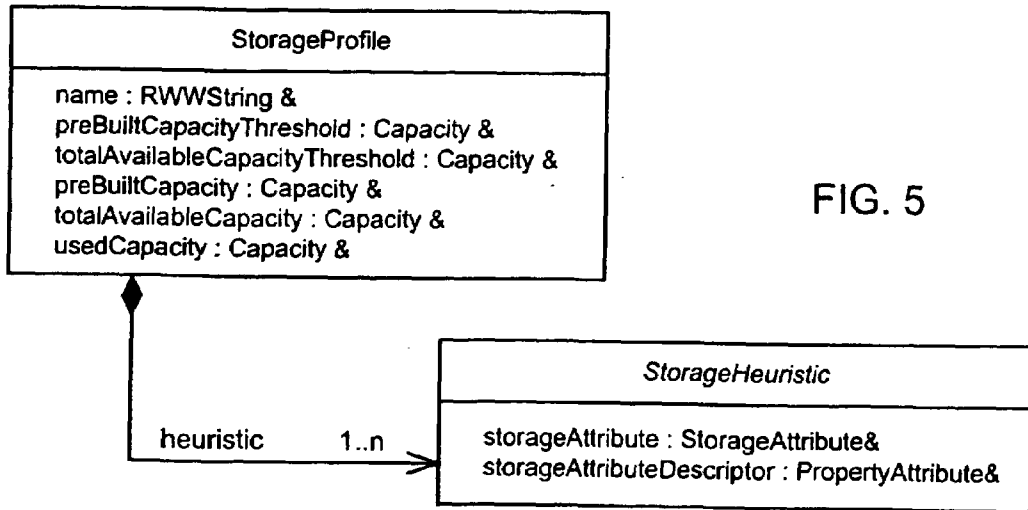 StorageProfile
name : RWWString &
preBuiltCapacityThreshold : Capacity &
totalAvailableCapacityThreshold : Capacity &
preBuiltCapacity : Capacity &
totalAvailableCapacity : Capacity &
usedCapacity : Capacity &
FIG. 5
StorageHeuristic
heuristic 1..n
storageAttribute : StorageAttribute&
storageAttributeDescriptor : PropertyAttribute&